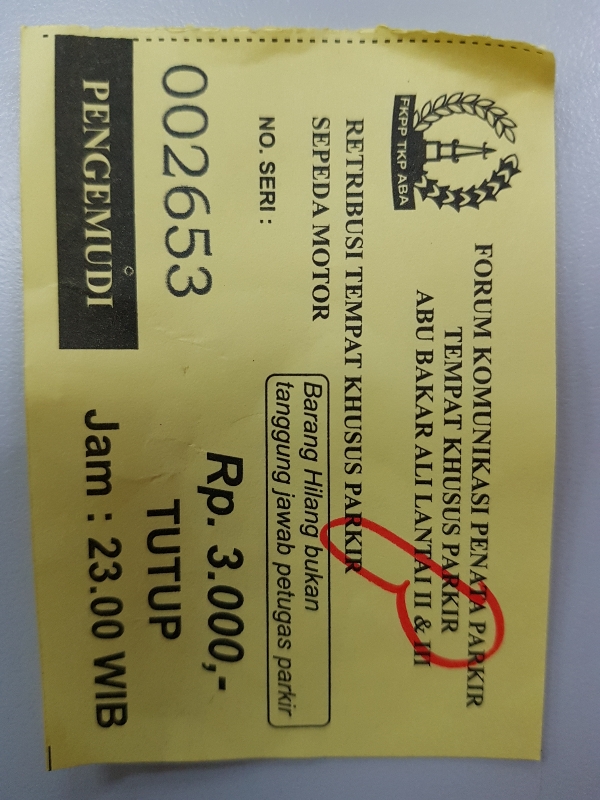 FKPP TKP ABA
FORUM KOMUNIKASI PENATA PARKIR
TEMPAT KHUSUS PARKIR
ABU BAKAR ALI LANTAI II & III
RETRIBUSI TEMPAT KHUSUS PARKIR
SEPEDA MOTOR
NO. SERI :
002653
PENGEMUDI
Barang Hilang bukan
tanggung jawab petugas parkir
Rp. 3.000,-
TUTUP
Jam : 23.00 WIB